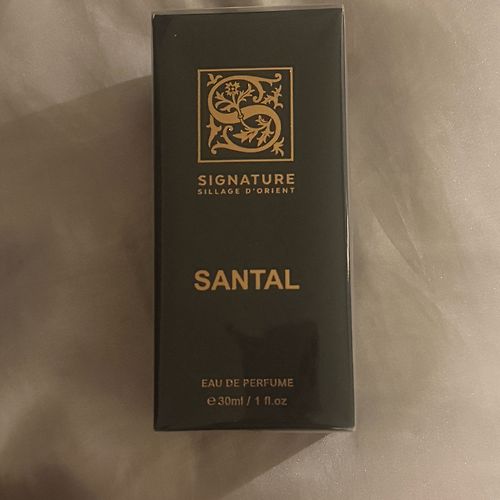 SIGNATURE
SILLAGE D'ORIENT
SANTAL
EAU DE PERFUME
℮ 30ml / 1 fl.oz